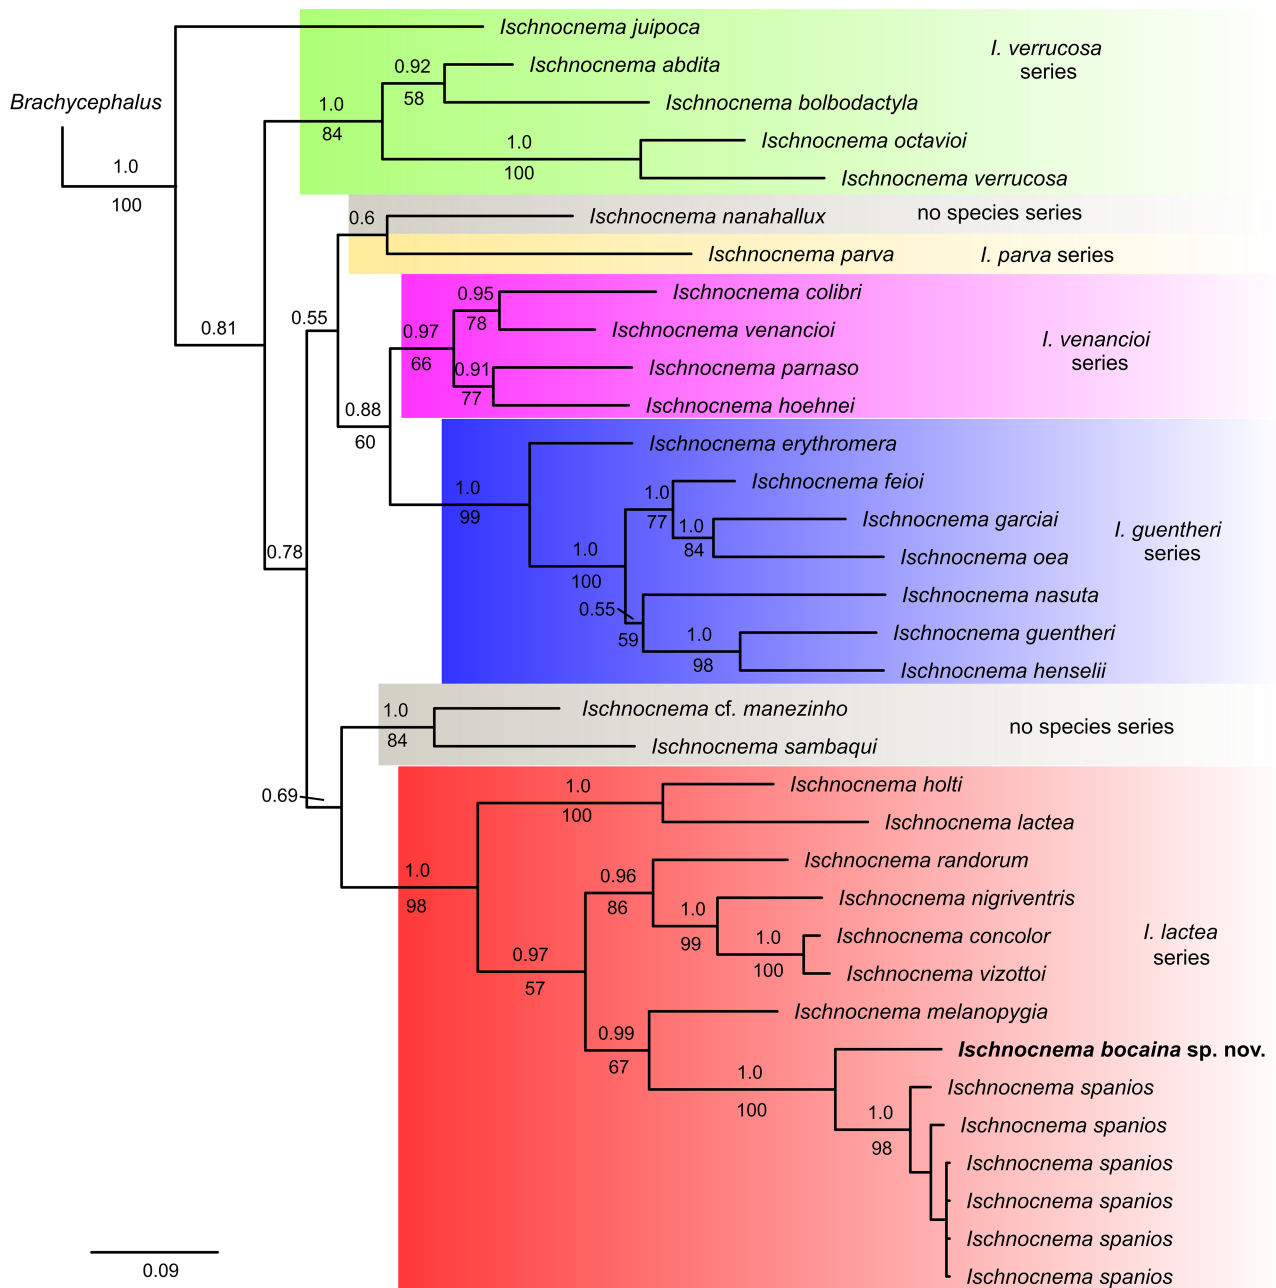 Ischnocnema juipoca
I. verrucosa
series
0.92
Ischnocnema abdita
58
Brachycephalus
1.0
Ischnocnema bolbodactyla
84
1.0
Ischnocnema octavioi
1.0
100
Ischnocnema verrucosa
100
0.6
Ischnocnema nanahallux
no species series
Ischnocnema parva
I. parva series
0.95
Ischnocnema colibri
78
0.55
0.81
0.97
Ischnocnema venancioi
66
I. venancioi
series
0.91
Ischnocnema parnaso
77
0.88
Ischnocnema hoehnei
60
Ischnocnema erythromera
1.0
99
1.0
Ischnocnema feioi
77
1.0
Ischnocnema garciai
84
I. guentheri
series
0.78
1.0
Ischnocnema oea
100
0.55
Ischnocnema nasuta
59
1.0
Ischnocnema guentheri
98
Ischnocnema henselii
1.0
Ischnocnema cf. manezinho
84
no species series
Ischnocnema sambaqui
0.69
1.0
Ischnocnema holti
100
Ischnocnema lactea
1.0
98
0.96
Ischnocnema randorum
86
1.0
Ischnocnema nigriventris
99
1.0
Ischnocnema concolor
100
I. lactea
series
0.97
Ischnocnema vizottoi
57
Ischnocnema melanopygia
0.99
67
Ischnocnema bocaina sp. nov.
1.0
100
Ischnocnema spanios
1.0
98
Ischnocnema spanios
Ischnocnema spanios
Ischnocnema spanios
Ischnocnema spanios
Ischnocnema spanios
0.09